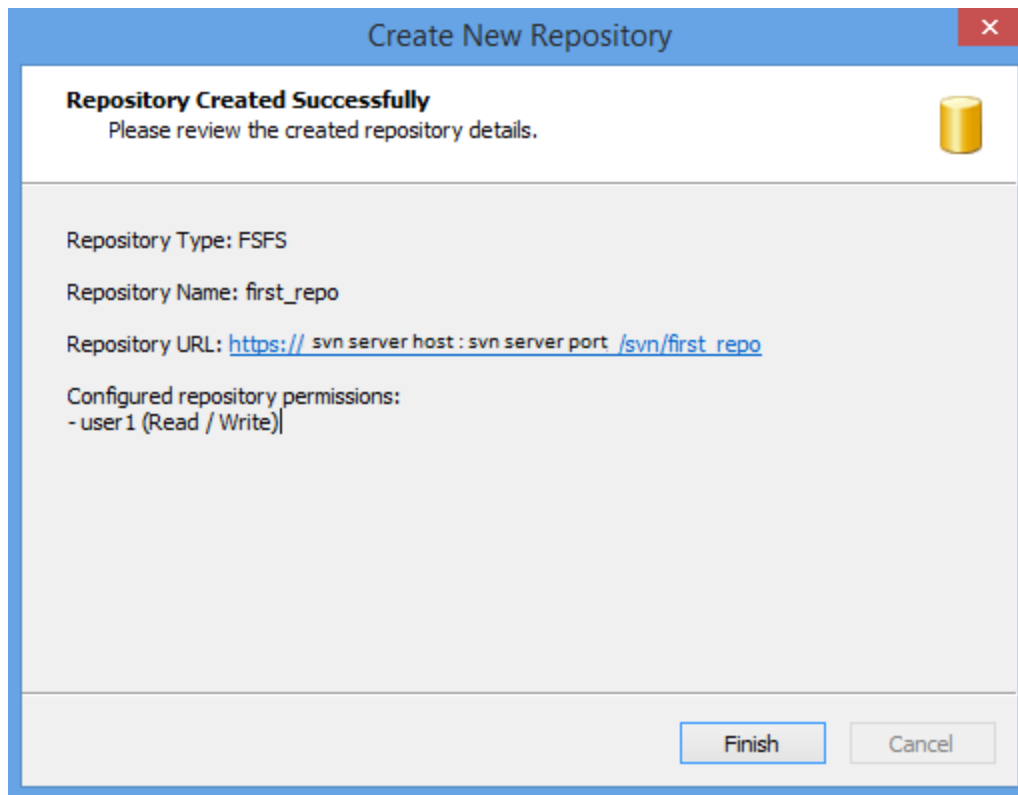 Create New Repository
Repository Created Successfully
Please review the created repository details.
Repository Type: FSFS
Repository Name: first_repo
Repository URL: https:// svn server host : svn server port /svn/first_repo
Configured repository permissions:
- user1 (Read / Write)
Finish
Cancel